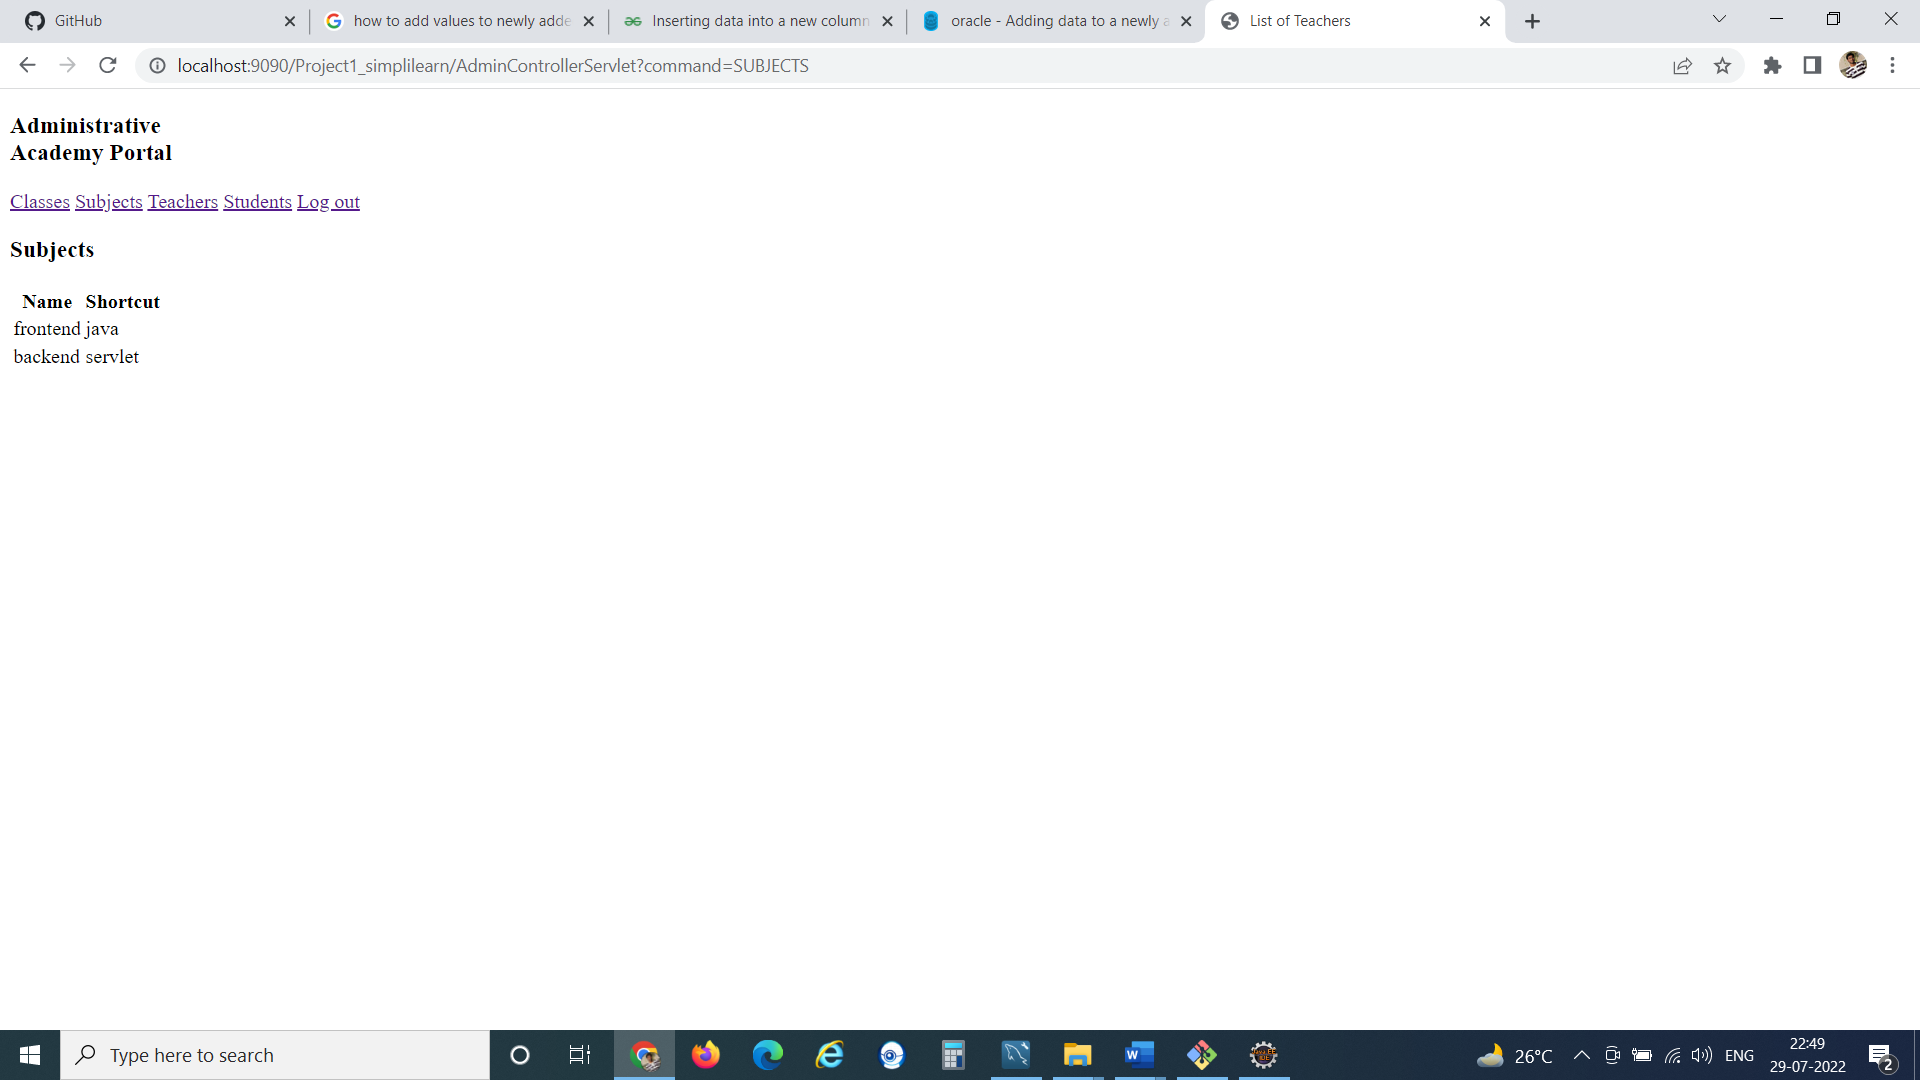 GitHub
how to add values to newly adde
Inserting data into a new column
oracle - Adding data to a newly a
List of Teachers
localhost:9090/Project1_simplilearn/AdminControllerServlet?command=SUBJECTS
Administrative
Academy Portal
Classes Subjects Teachers Students Log out
Subjects
Name Shortcut
frontend java
backend servlet
Type here to search
26°C
ENG
22:49
29-07-2022
2